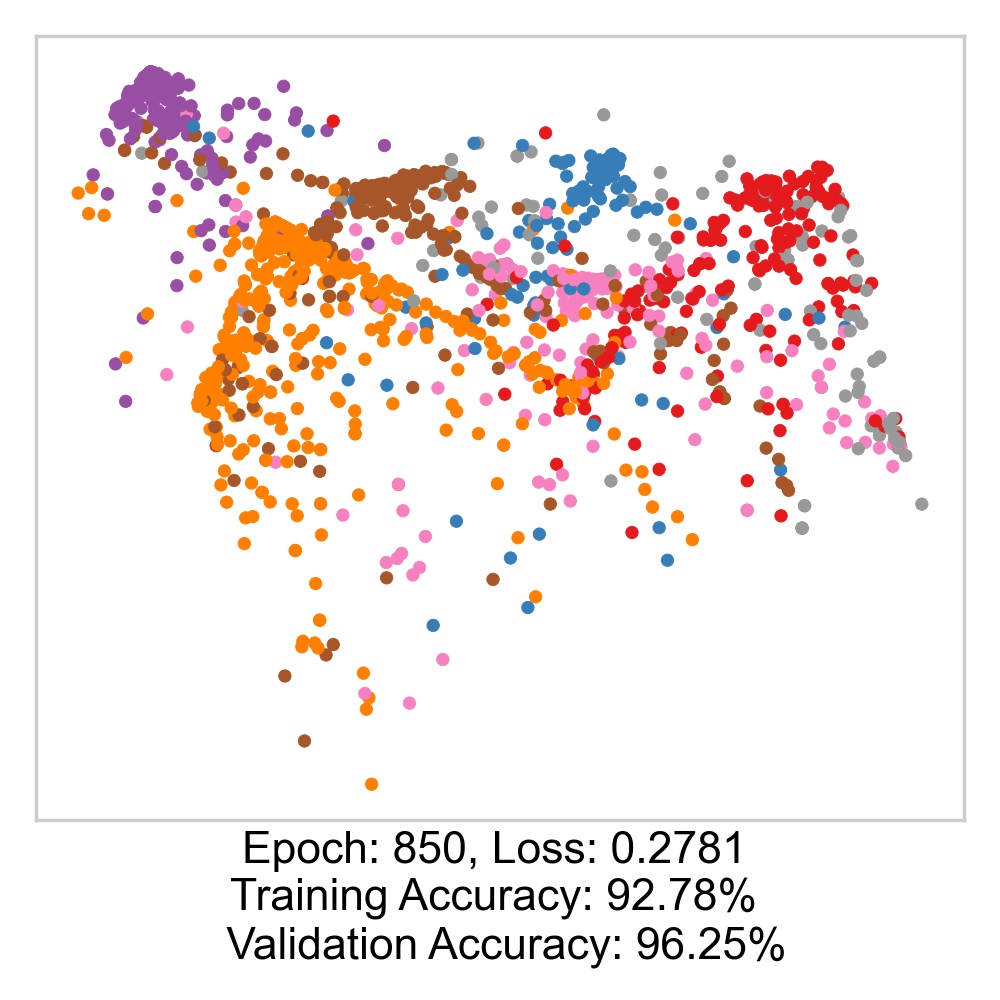 Epoch: 850, Loss: 0.2781
Training Accuracy: 92.78%
Validation Accuracy: 96.25%